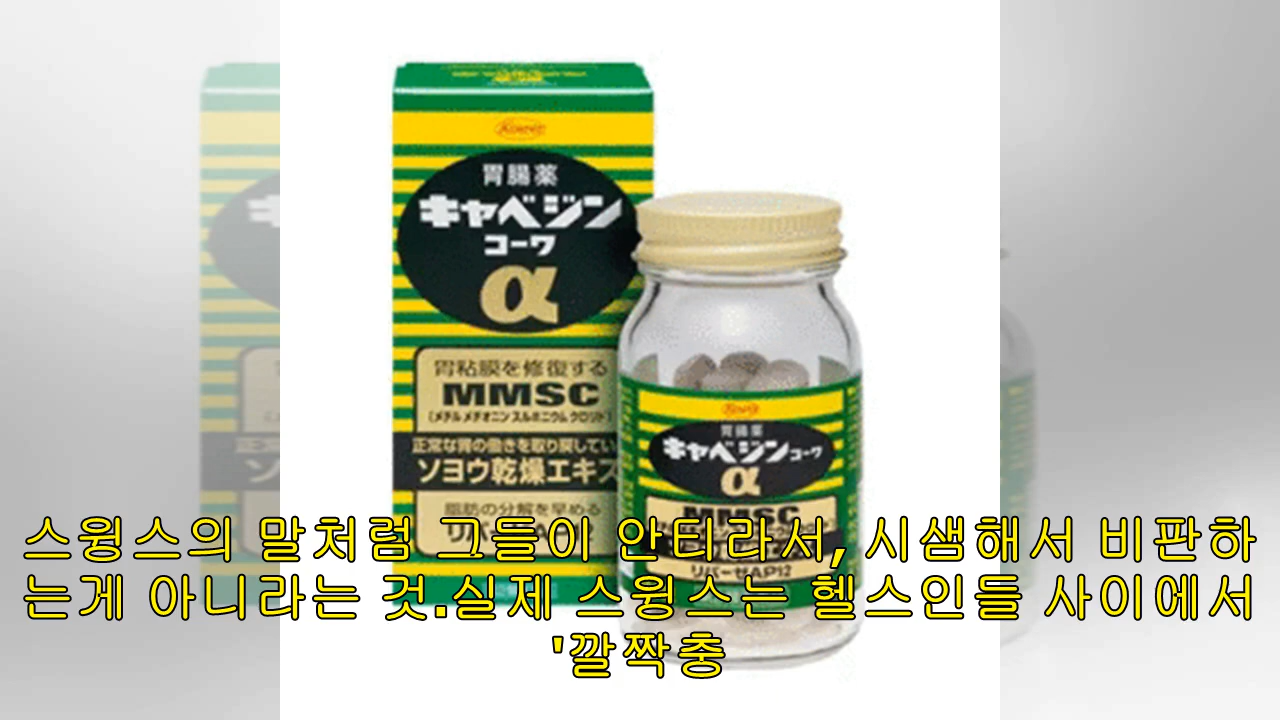 Kowa
胃腸薬
キャベジン
コーワ
α
胃粘膜を修復する
MMSC
(メチルメチオニンスルホニウムクロリド)
正常な胃の働きを取り戻してい
ソヨウ乾燥エキス
脂肪の分解を早める
Kowa
胃腸薬
キャベジンコーワ
α
MMSC
リパーゼAP12
스윙스의 말처럼 그들이 안티라서, 시샘해서 비판하
는게 아니라는 것.실제 스윙스는 헬스인들 사이에서
'깔짝충